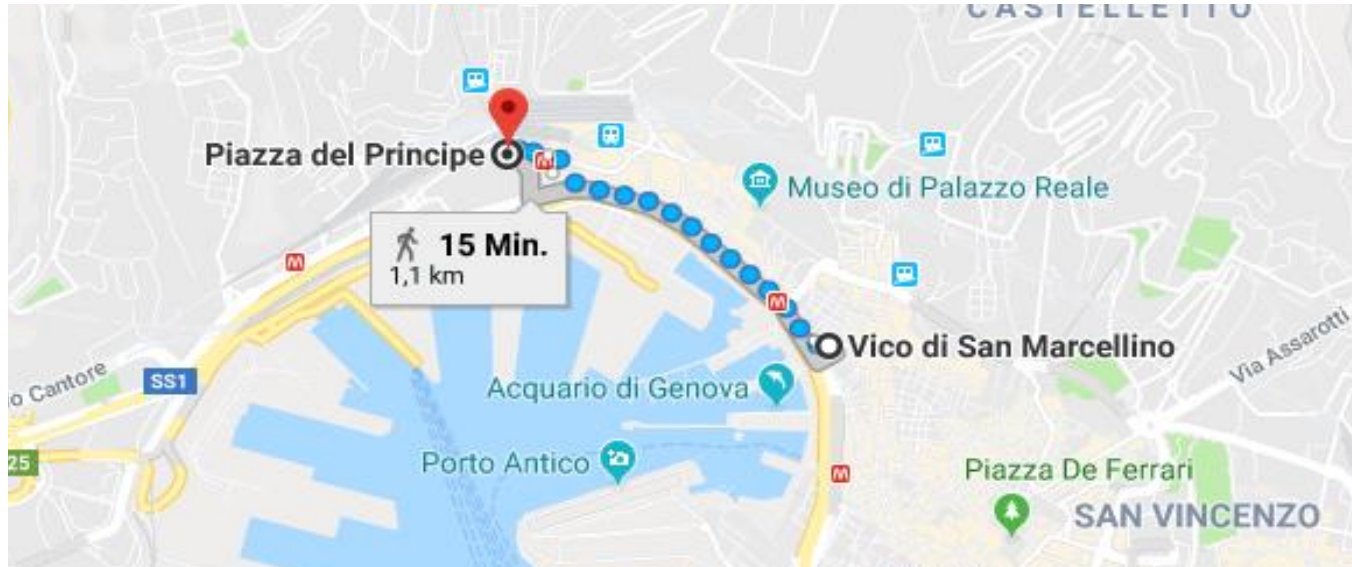 CASTELLETTO
Piazza del Principe
M
Museo di Palazzo Reale
15 Min.
1,1 km
M
M
Vico di San Marcellino
Via Assarotti
o Cantore
SS1
Acquario di Genova
Porto Antico
25
M
Piazza De Ferrari
SAN VINCENZO